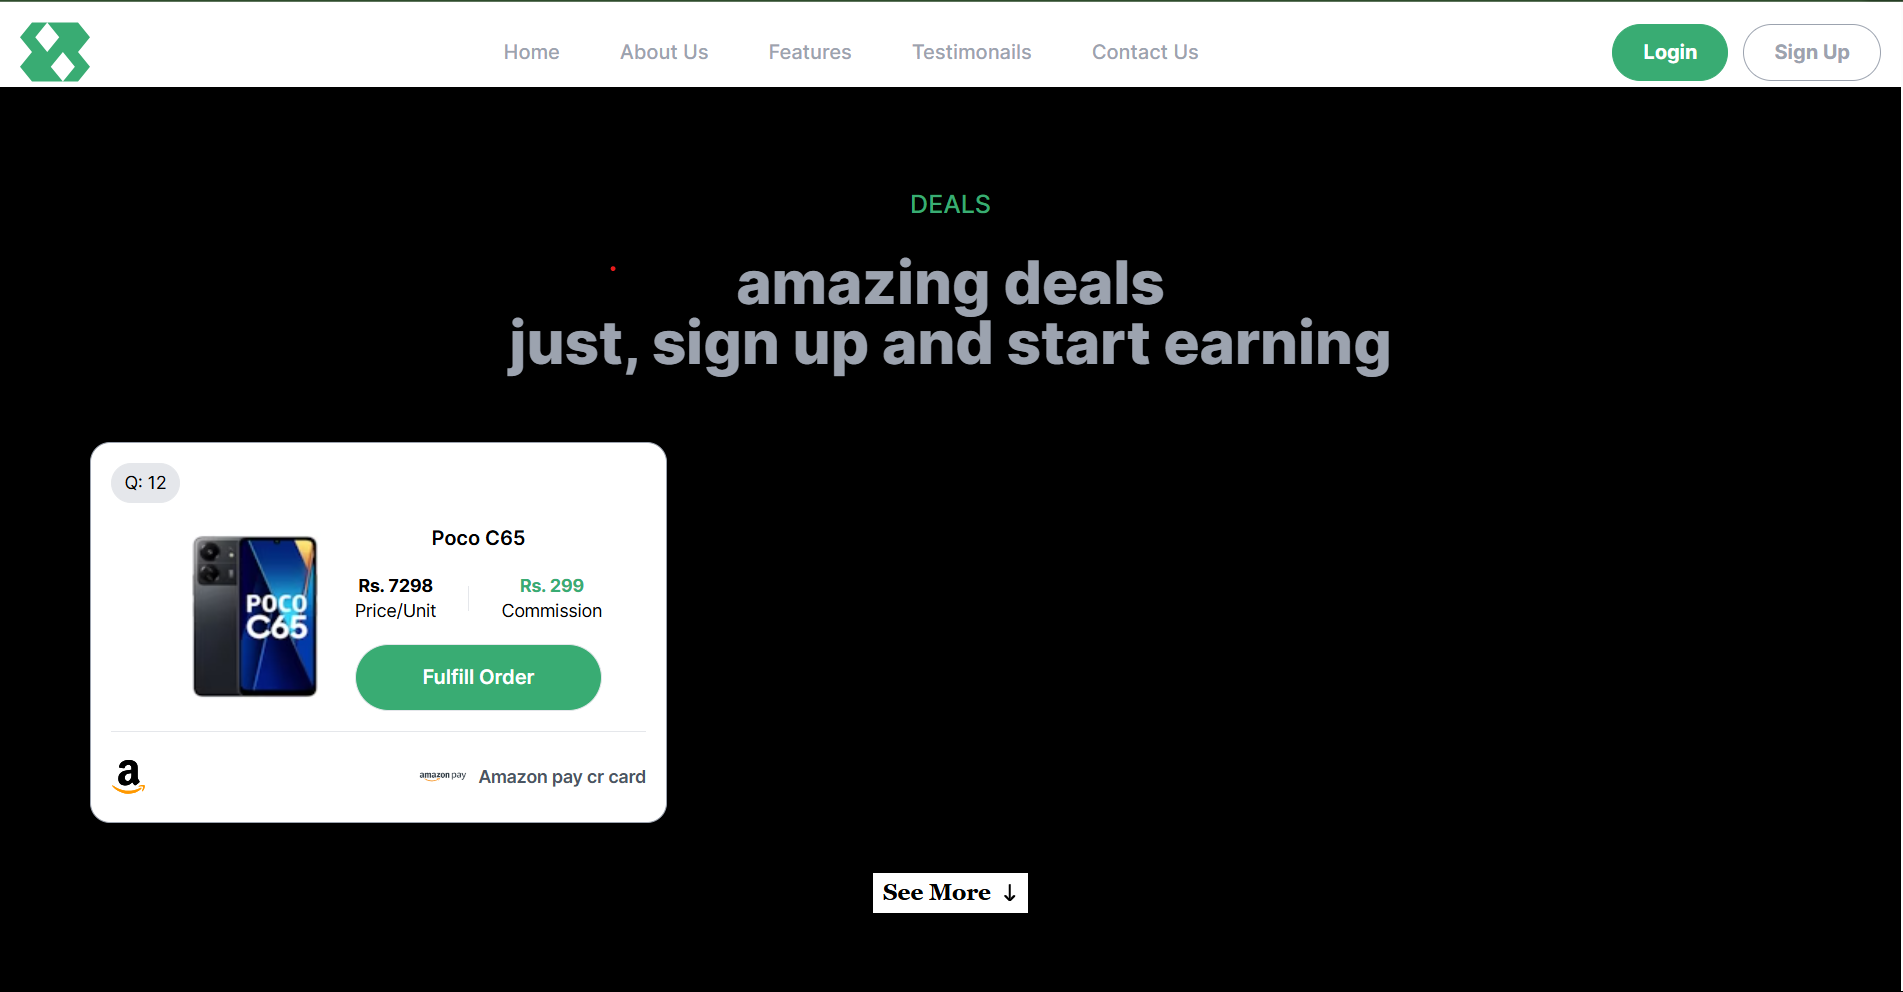 Home
About Us
Features
Testimonails
Contact Us
Login
Sign Up
DEALS
amazing deals
just, sign up and start earning
Q: 12
Poco C65
Rs. 7298
Price/Unit
Rs. 299
Commission
POCO
C65
Fulfill Order
a
amazon pay
Amazon pay cr card
See More ↓